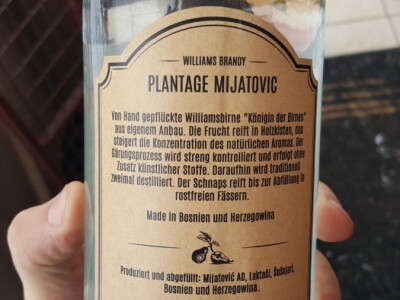 WILLIAMS BRANDY
PLANTAGE MIJATOVIC
Von Hand gepflückte Williamsbirne "Königin der Birnen"
aus eigenem Anbau. Die Frucht reift in Holzkisten, das
steigert die Konzentration des natürlichen Aromas. Der
Gärungsprozess wird streng kontrolliert und erfolgt ohne
Zusatz künstlicher Stoffe. Daraufhin wird traditionell
zweimal destilliert. Der Schnaps reift bis zur Abfüllung in
rostfreien Fässern.
Made in Bosnien und Herzegowina
Produziert und abgefüllt: Mijatović AD, Laktaši, Šušnjari,
Bosnien und Herzegowina.